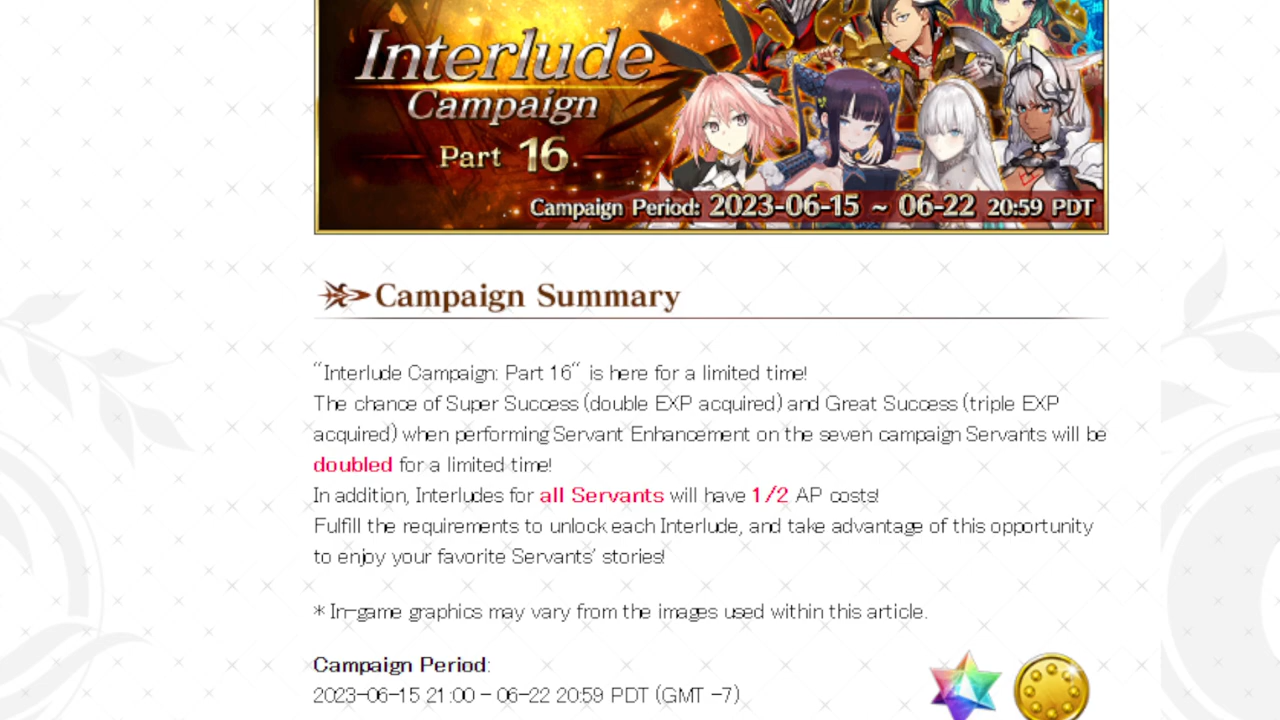 Interlude
Campaign
Part 16
Campaign Period: 2023-06-15 ~ 06-22 20:59 PDT
Campaign Summary
"Interlude Campaign: Part 16" is here for a limited time!
The chance of Super Success (double EXP acquired) and Great Success (triple EXP
acquired) when performing Servant Enhancement on the seven campaign Servants will be
doubled for a limited time!
In addition, Interludes for all Servants will have 1/2 AP costs!
Fulfill the requirements to unlock each Interlude, and take advantage of this opportunity
to enjoy your favorite Servants' stories!
* In-game graphics may vary from the images used within this article.
Campaign Period:
2023-06-15 21:00 - 06-22 20:59 PDT (GMT -7)